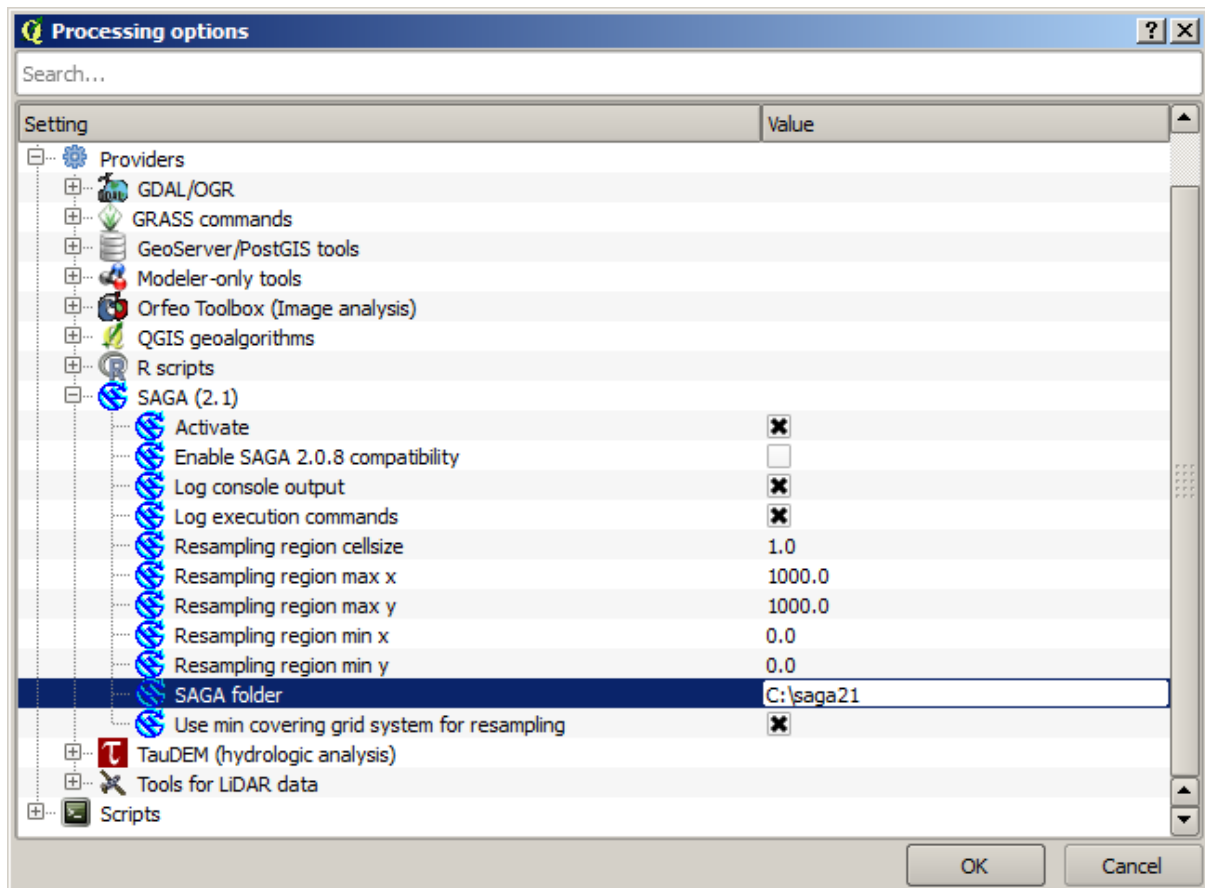 Processing options
Search...
Setting Value
Providers
GDAL/OGR
GRASS commands
GeoServer/PostGIS tools
Modeler-only tools
Orfeo Toolbox (Image analysis)
QGIS geoalgorithms
R scripts
SAGA (2.1)
Activate
Enable SAGA 2.0.8 compatibility
Log console output
Log execution commands
Resampling region cellsize 1.0
Resampling region max x 1000.0
Resampling region max y 1000.0
Resampling region min x 0.0
Resampling region min y 0.0
SAGA folder C:\saga21
Use min covering grid system for resampling
TauDEM (hydrologic analysis)
Tools for LiDAR data
Scripts
OK Cancel